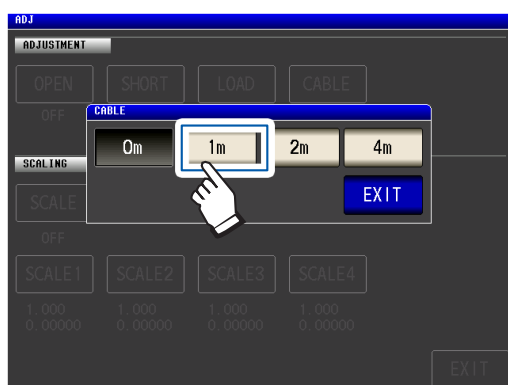 ADJ
ADJUSTMENT
OPEN SHORT LOAD CABLE
OFF
CABLE
0m 1m 2m 4m
EXIT
SCALING
SCALE
OFF
SCALE1 SCALE2 SCALE3 SCALE4
1.000 1.000 1.000 1.000
0.00000 0.00000 0.00000 0.00000
EXIT